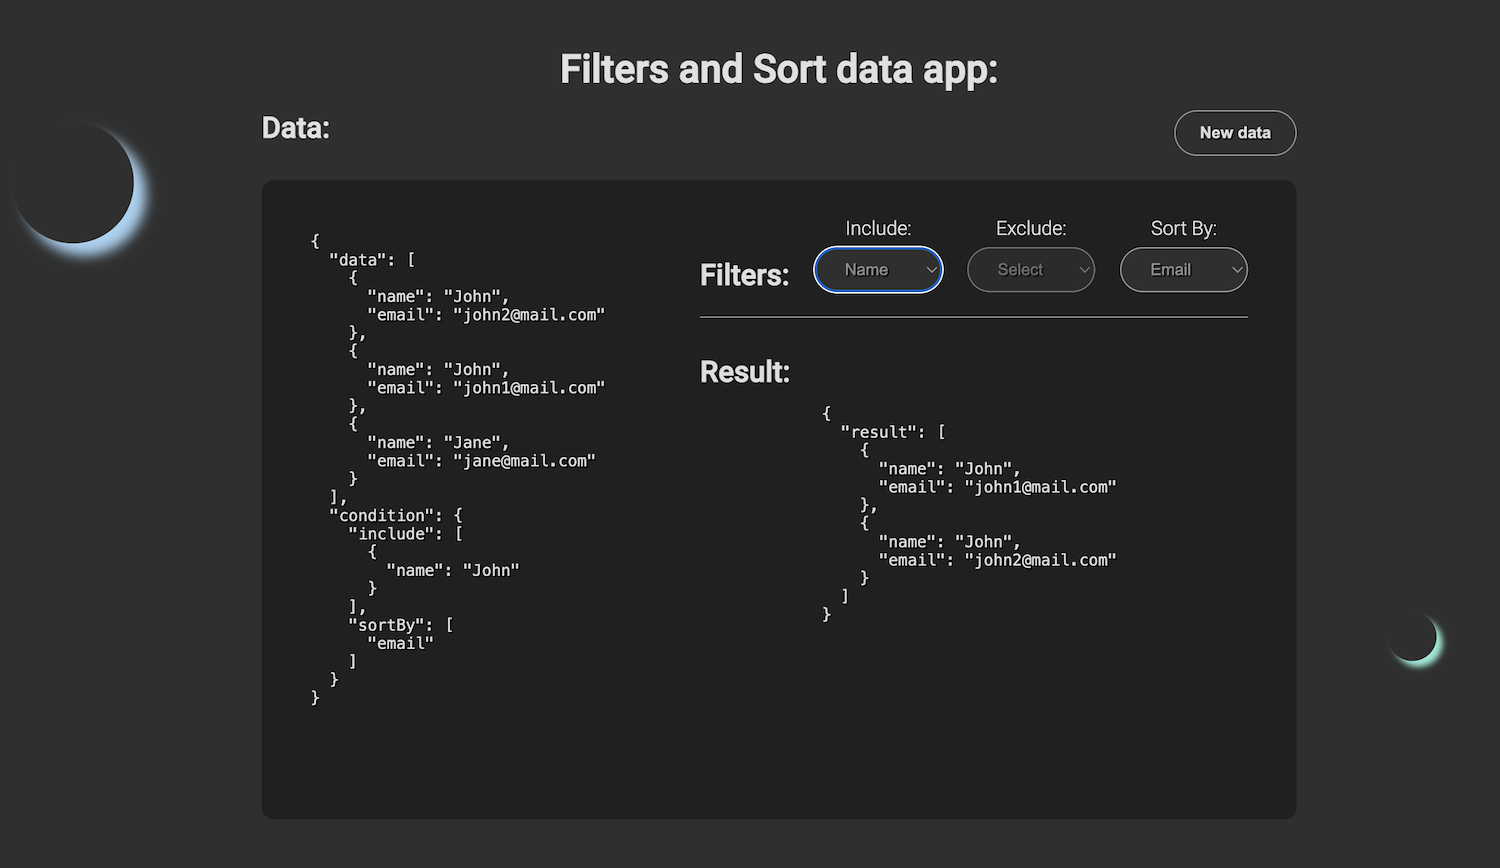 Filters and Sort data app:
Data:
New data
{
  "data": [
    {
      "name": "John",
      "email": "john2@mail.com"
    },
    {
      "name": "John",
      "email": "john1@mail.com"
    },
    {
      "name": "Jane",
      "email": "jane@mail.com"
    }
  ],
  "condition": {
    "include": [
      {
        "name": "John"
      }
    ],
    "sortBy": [
      "email"
    ]
  }
}
Include: Exclude: Sort By:
Filters: Name Select Email
Result:
{
  "result": [
    {
      "name": "John",
      "email": "john1@mail.com"
    },
    {
      "name": "John",
      "email": "john2@mail.com"
    }
  ]
}